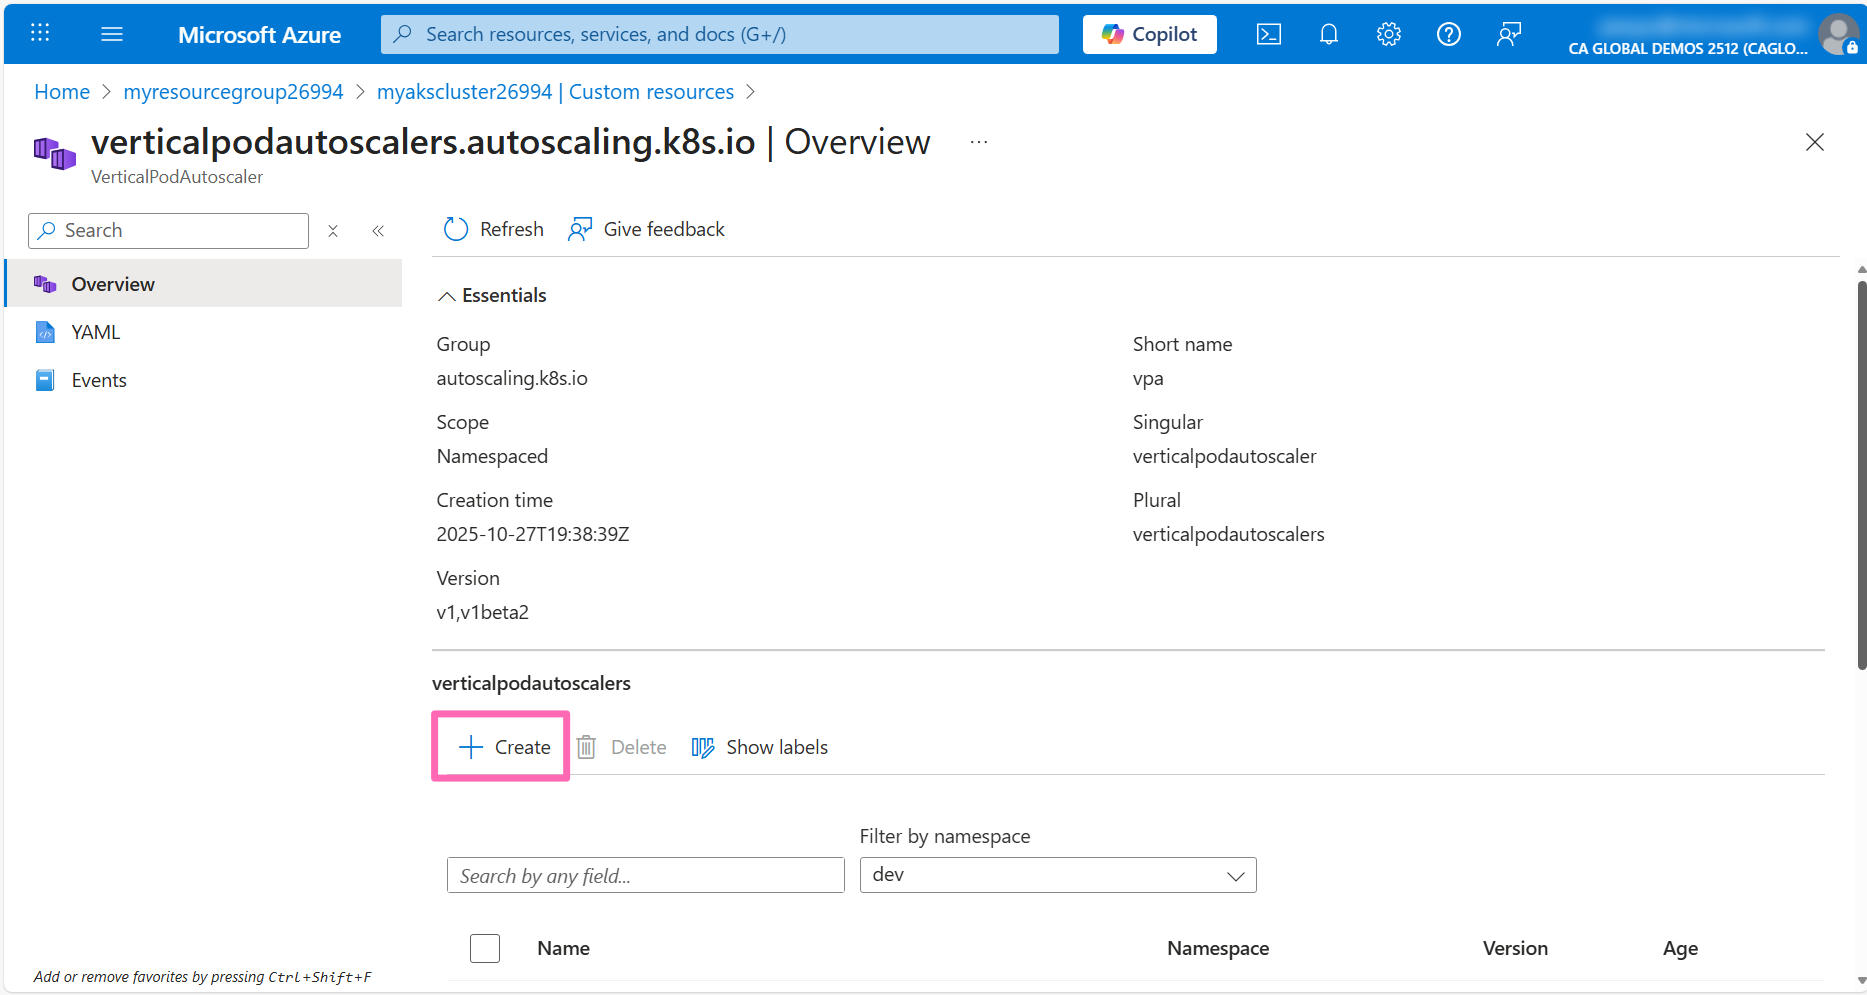 Microsoft Azure
Search resources, services, and docs (G+/)
Copilot
CA GLOBAL DEMOS 2512 (CAGLO...
Home > myresourcegroup26994 > myakscluster26994 | Custom resources >
verticalpodautoscalers.autoscaling.k8s.io | Overview ...
VerticalPodAutoscaler
Search
Refresh
Give feedback
Overview
YAML
Events
Essentials
Group
autoscaling.k8s.io
Scope
Namespaced
Creation time
2025-10-27T19:38:39Z
Version
v1,v1beta2
Short name
vpa
Singular
verticalpodautoscaler
Plural
verticalpodautoscalers
verticalpodautoscalers
Create
Delete
Show labels
Filter by namespace
Search by any field...
dev
Name Namespace Version Age
Add or remove favorites by pressing Ctrl+Shift+F